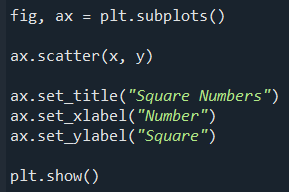 fig, ax = plt.subplots()
ax.scatter(x, y)
ax.set_title("Square Numbers")
ax.set_xlabel("Number")
ax.set_ylabel("Square")
plt.show()